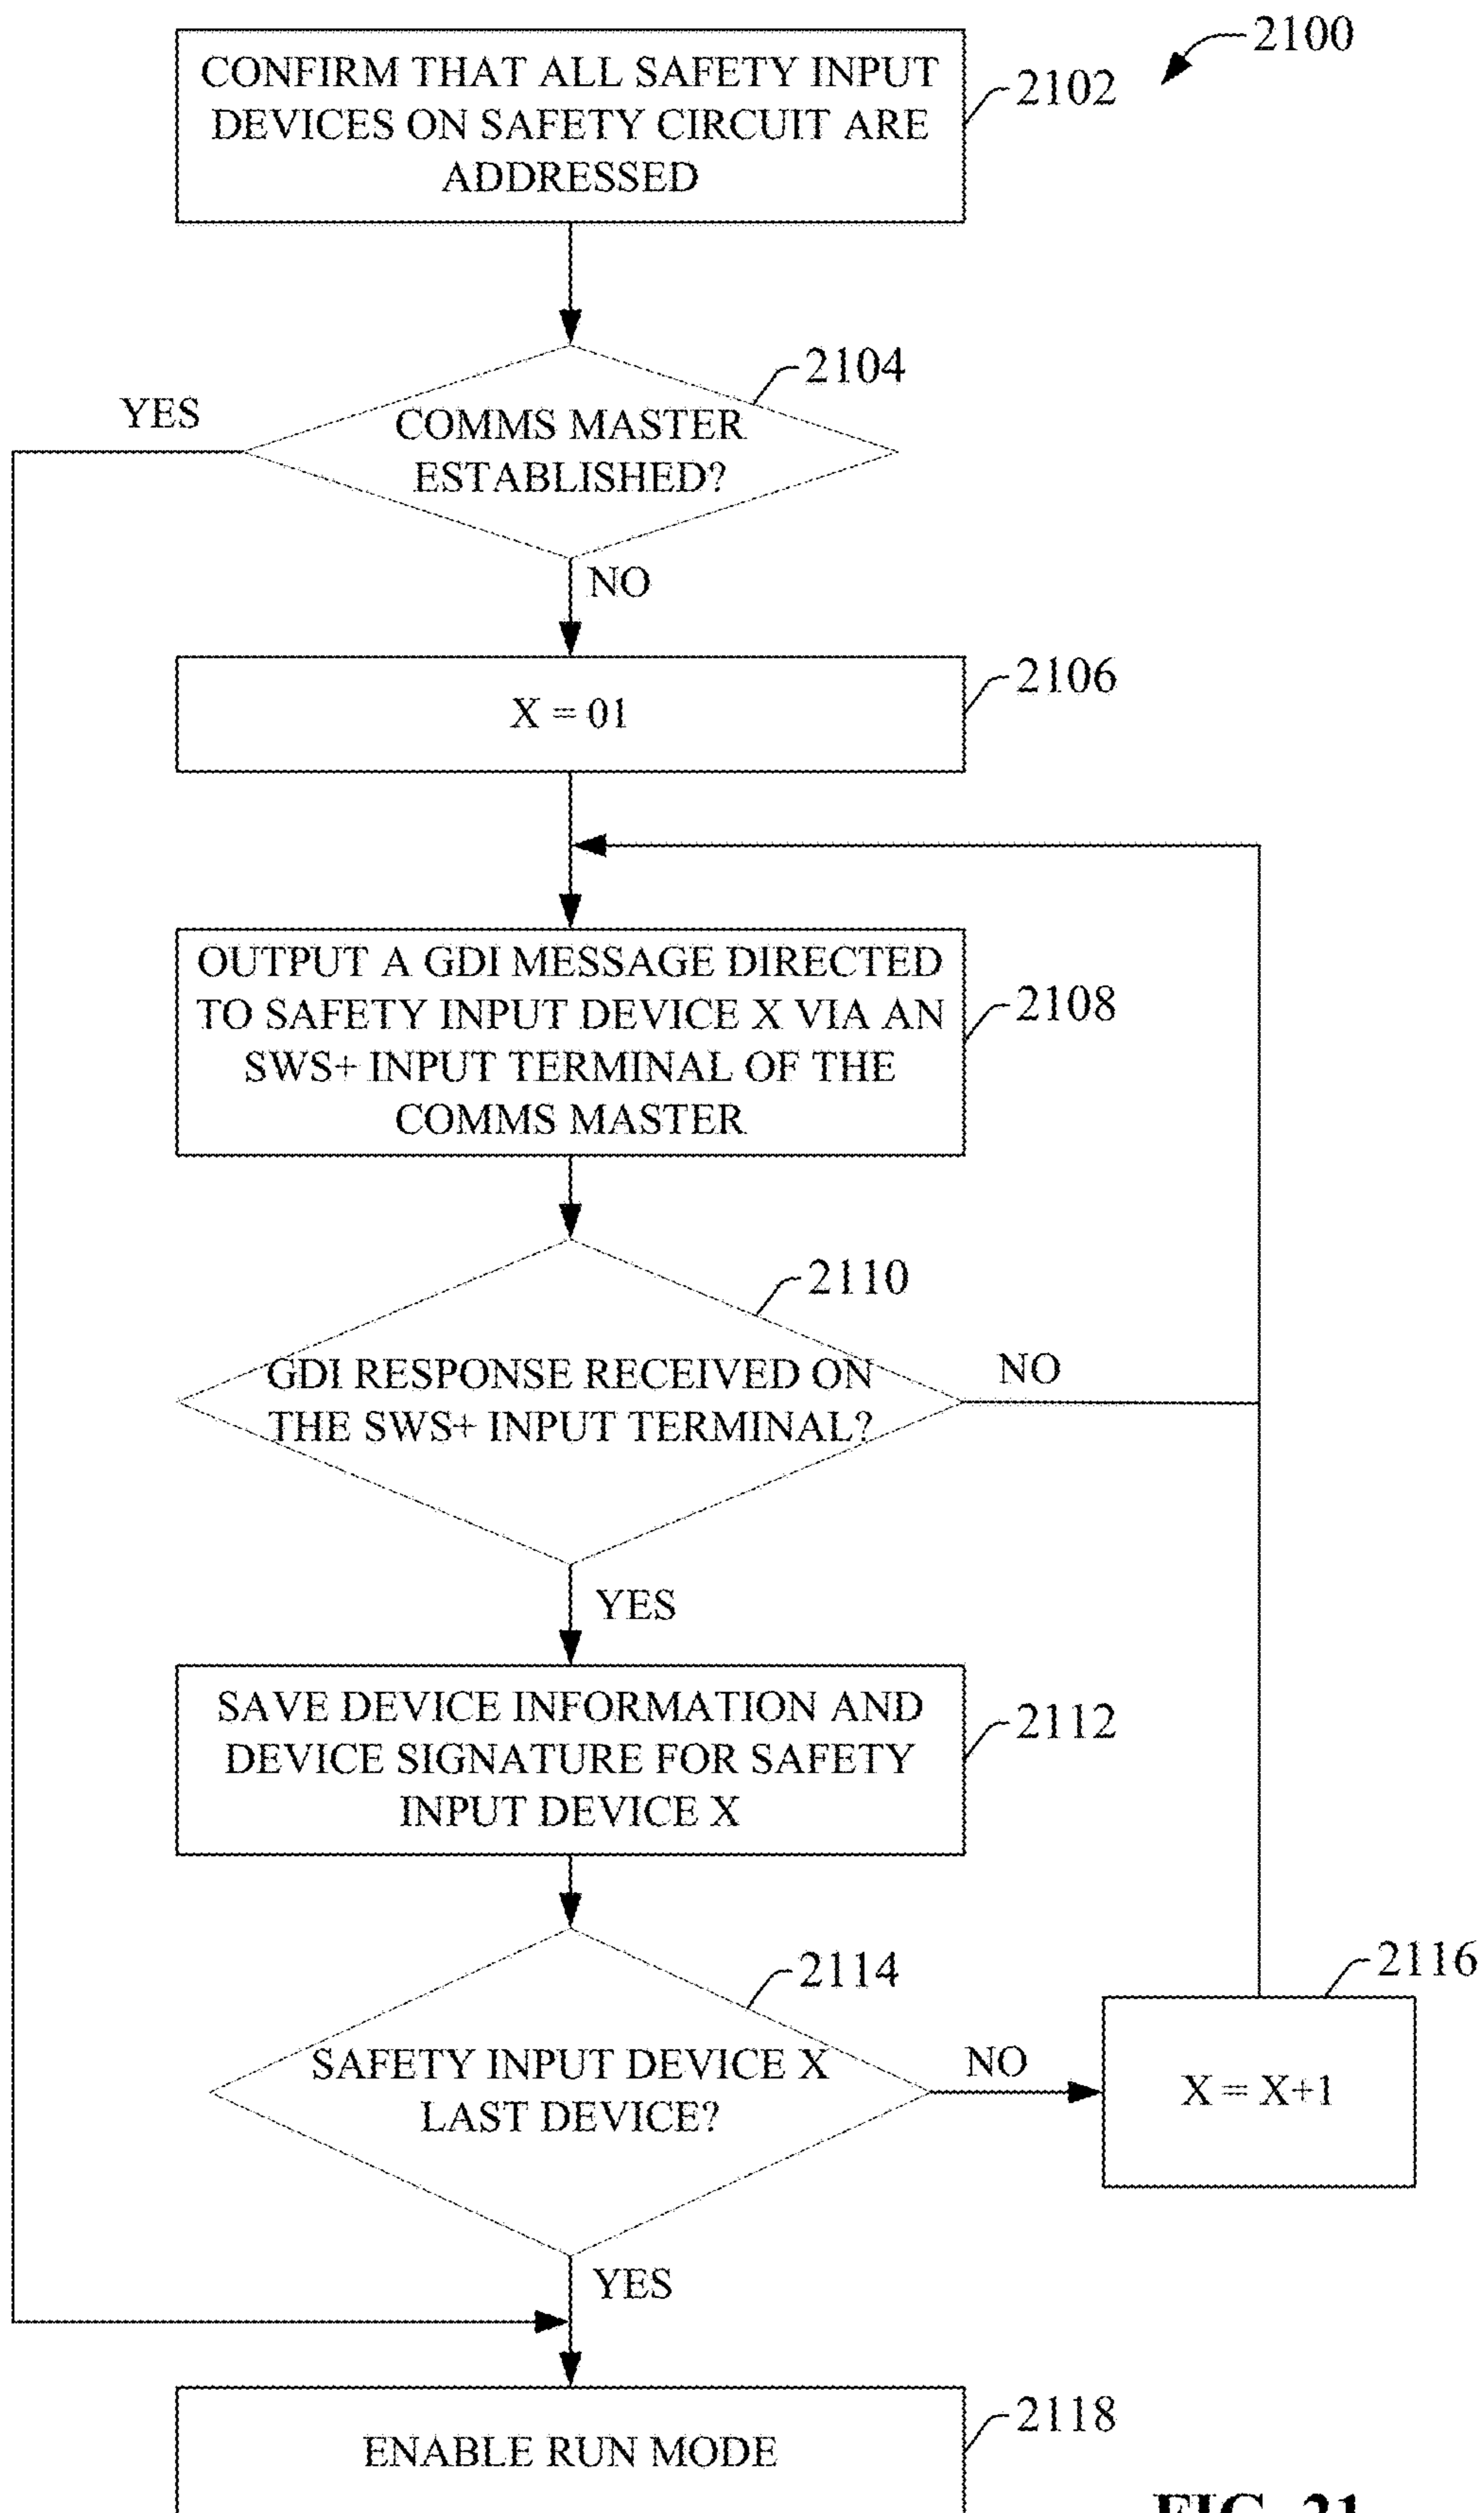 2100
CONFIRM THAT ALL SAFETY INPUT
DEVICES ON SAFETY CIRCUIT ARE
ADDRESSED
2102
2104
YES
COMMS MASTER
ESTABLISHED?
NO
2106
X = 01
OUTPUT A GDI MESSAGE DIRECTED
TO SAFETY INPUT DEVICE X VIA AN
SWS+ INPUT TERMINAL OF THE
COMMS MASTER
2108
2110
GDI RESPONSE RECEIVED ON
THE SWS+ INPUT TERMINAL?
NO
YES
SAVE DEVICE INFORMATION AND
DEVICE SIGNATURE FOR SAFETY
INPUT DEVICE X
2112
2114
2116
SAFETY INPUT DEVICE X
LAST DEVICE?
NO
X = X+1
YES
2118
ENABLE RUN MODE
FIG. 21